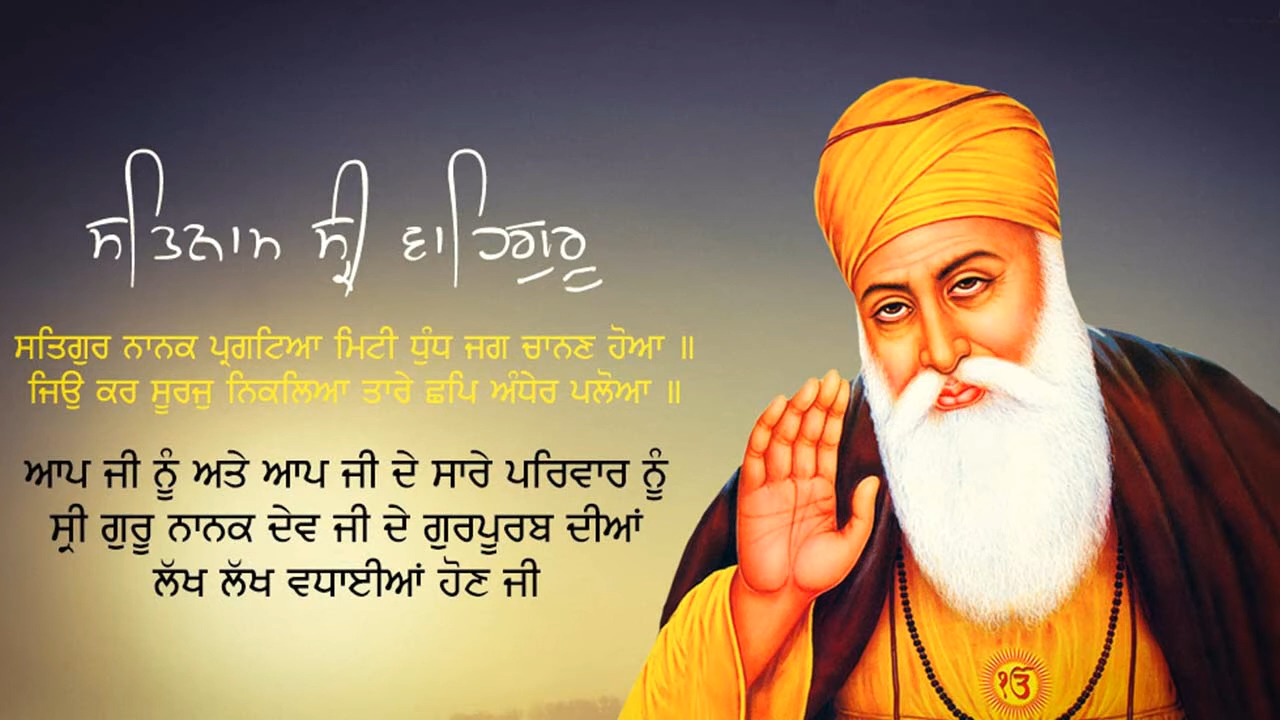 ਸਤਿਨਾਮ ਸ੍ਰੀ ਵਾਹਿਗੁਰੂ
ਸਤਿਗੁਰ ਨਾਨਕ ਪ੍ਰਗਟਿਆ ਮਿਟੀ ਧੁੰਧ ਜਗ ਚਾਨਣ ਹੋਆ ॥
ਜਿਉ ਕਰ ਸੂਰਜੁ ਨਿਕਲਿਆ ਤਾਰੇ ਛਪਿ ਅੰਧੇਰ ਪਲੋਆ ॥
ਆਪ ਜੀ ਨੂੰ ਅਤੇ ਆਪ ਜੀ ਦੇ ਸਾਰੇ ਪਰਿਵਾਰ ਨੂੰ
ਸ੍ਰੀ ਗੁਰੂ ਨਾਨਕ ਦੇਵ ਜੀ ਦੇ ਗੁਰਪੂਰਬ ਦੀਆਂ
ਲੱਖ ਲੱਖ ਵਧਾਈਆਂ ਹੋਣ ਜੀ
ੴ